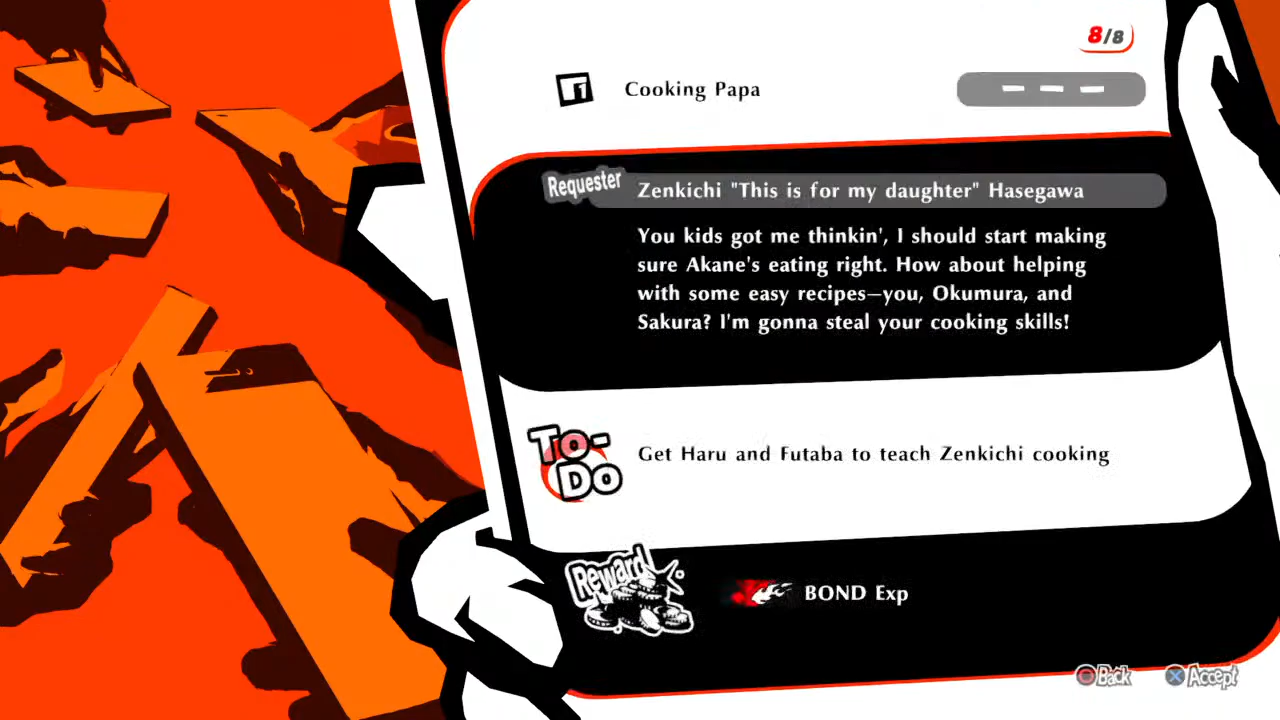 8/8
Cooking Papa
Requester
Zenkichi "This is for my daughter" Hasegawa
You kids got me thinkin', I should start making
sure Akane's eating right. How about helping
with some easy recipes—you, Okumura, and
Sakura? I'm gonna steal your cooking skills!
To-
Do
Get Haru and Futaba to teach Zenkichi cooking
Reward
BOND Exp
Back
Accept